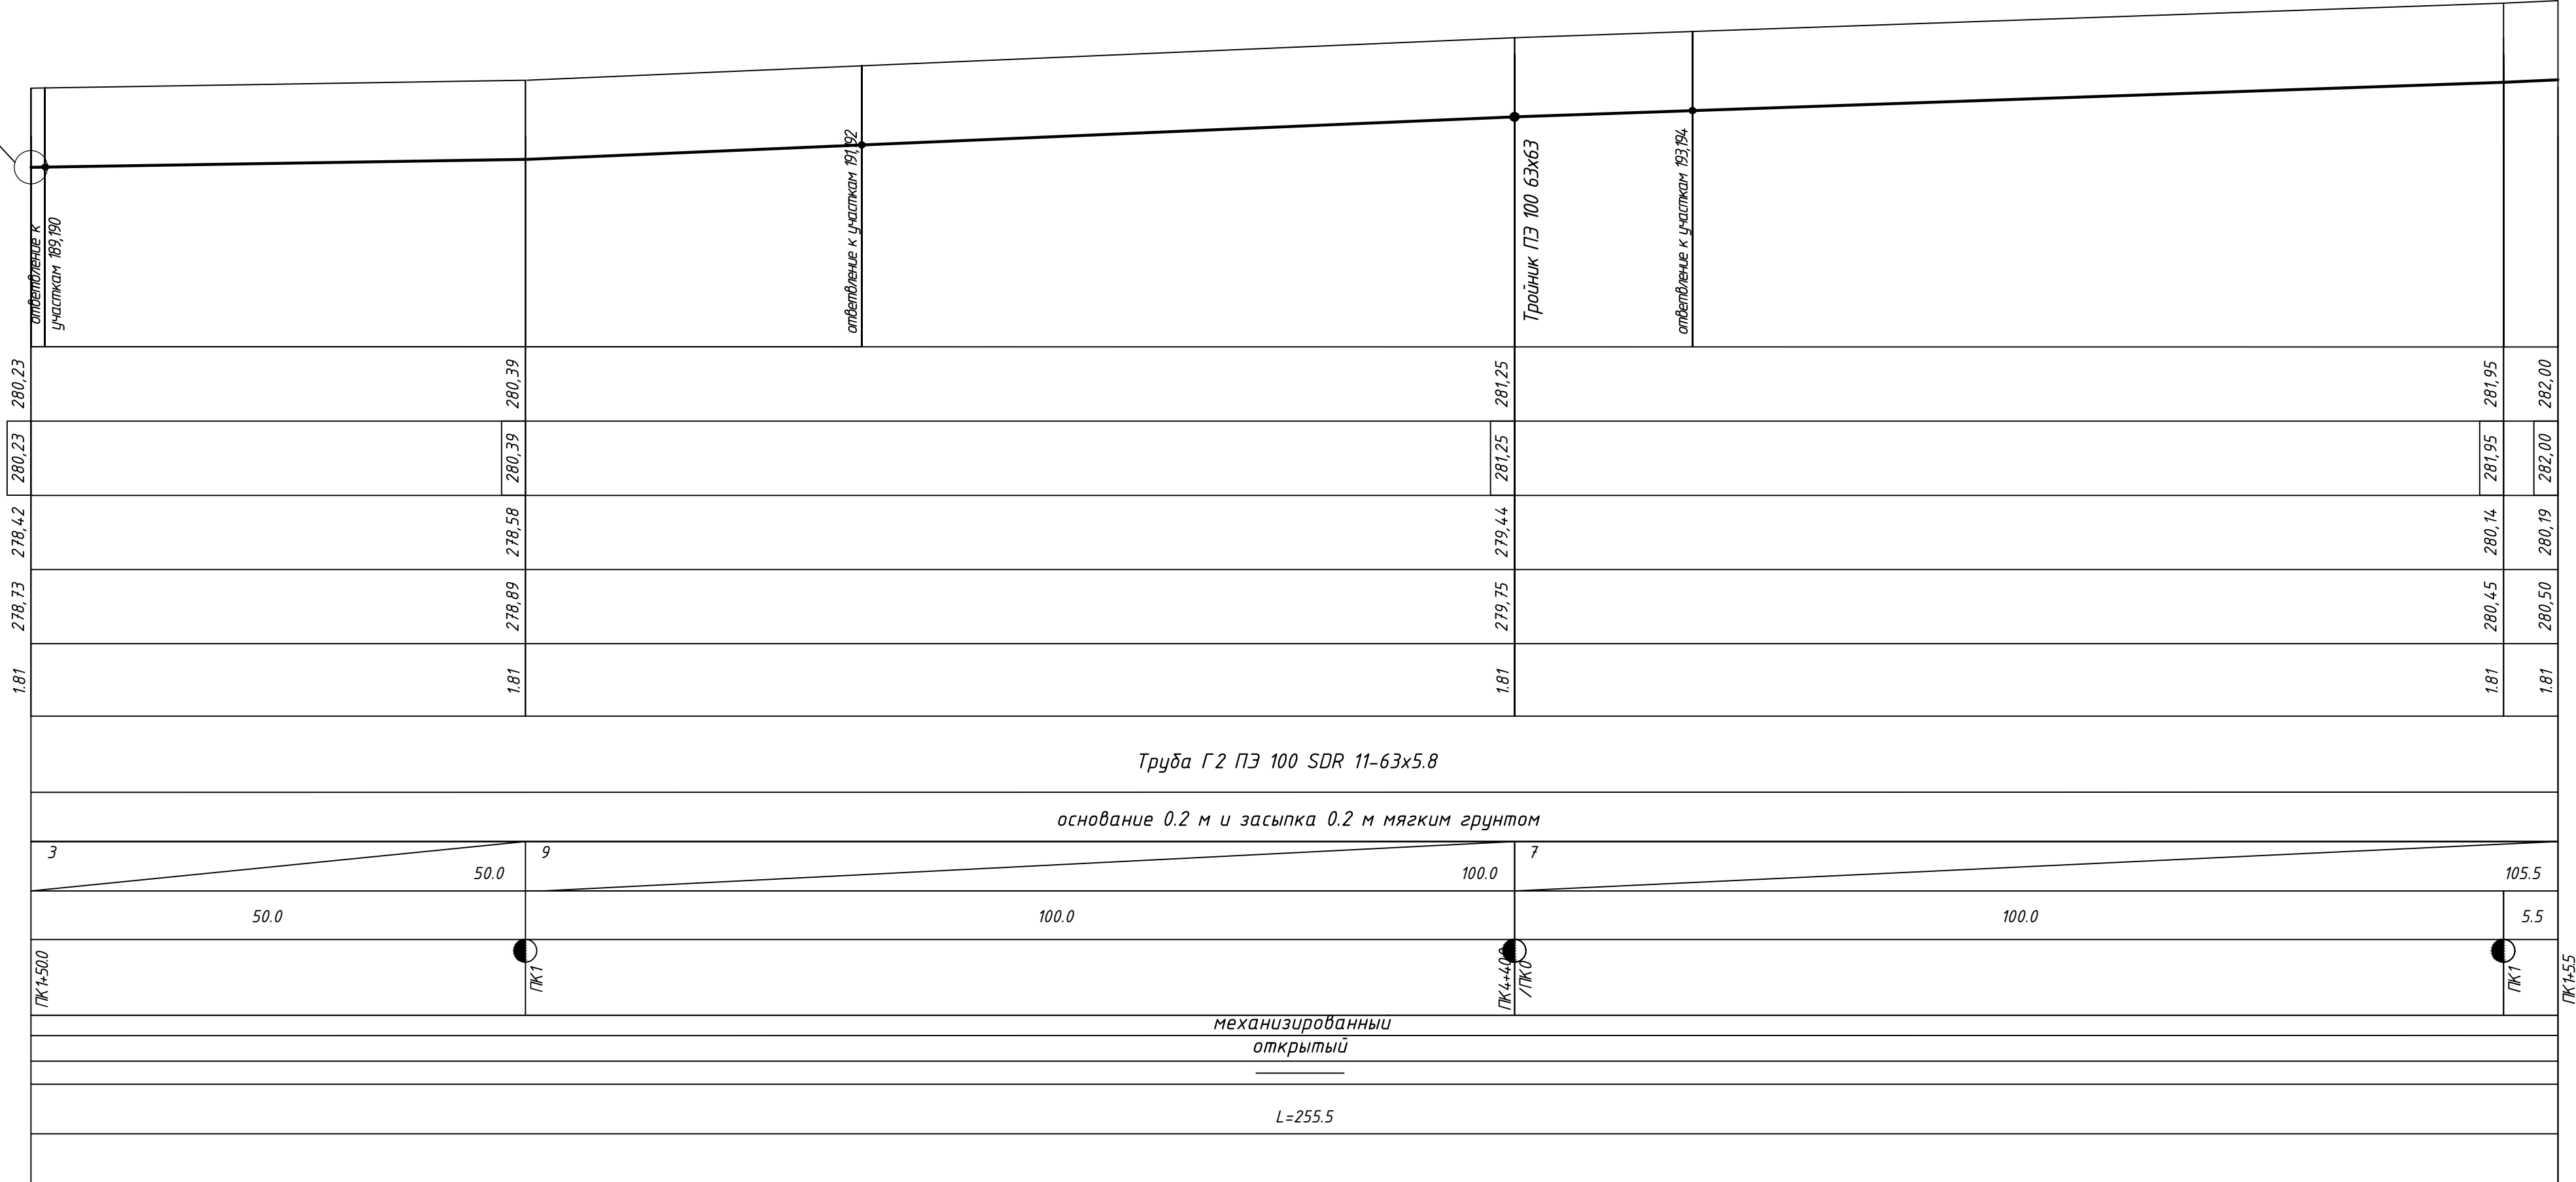 ответвление к
участкам 189,190
ответвление к участкам 191,192
Тройник ПЭ 100 63х63
ответвление к участкам 193,194
280,23
280,39
281,25
281,95
282,00
280,23
280,39
281,25
281,95
282,00
278,42
278,58
279,44
280,14
280,19
278,73
278,89
279,75
280,45
280,50
1.81
1.81
1.81
1.81
1.81
Труба Г2 ПЭ 100 SDR 11-63х5.8
основание 0.2 м и засыпка 0.2 м мягким грунтом
3
50.0
9
100.0
7
105.5
50.0
100.0
100.0
5.5
ПК1+50.0
ПК1
/ПК0
ПК1
ПК1+5.5
механизированный
открытый
L=255.5